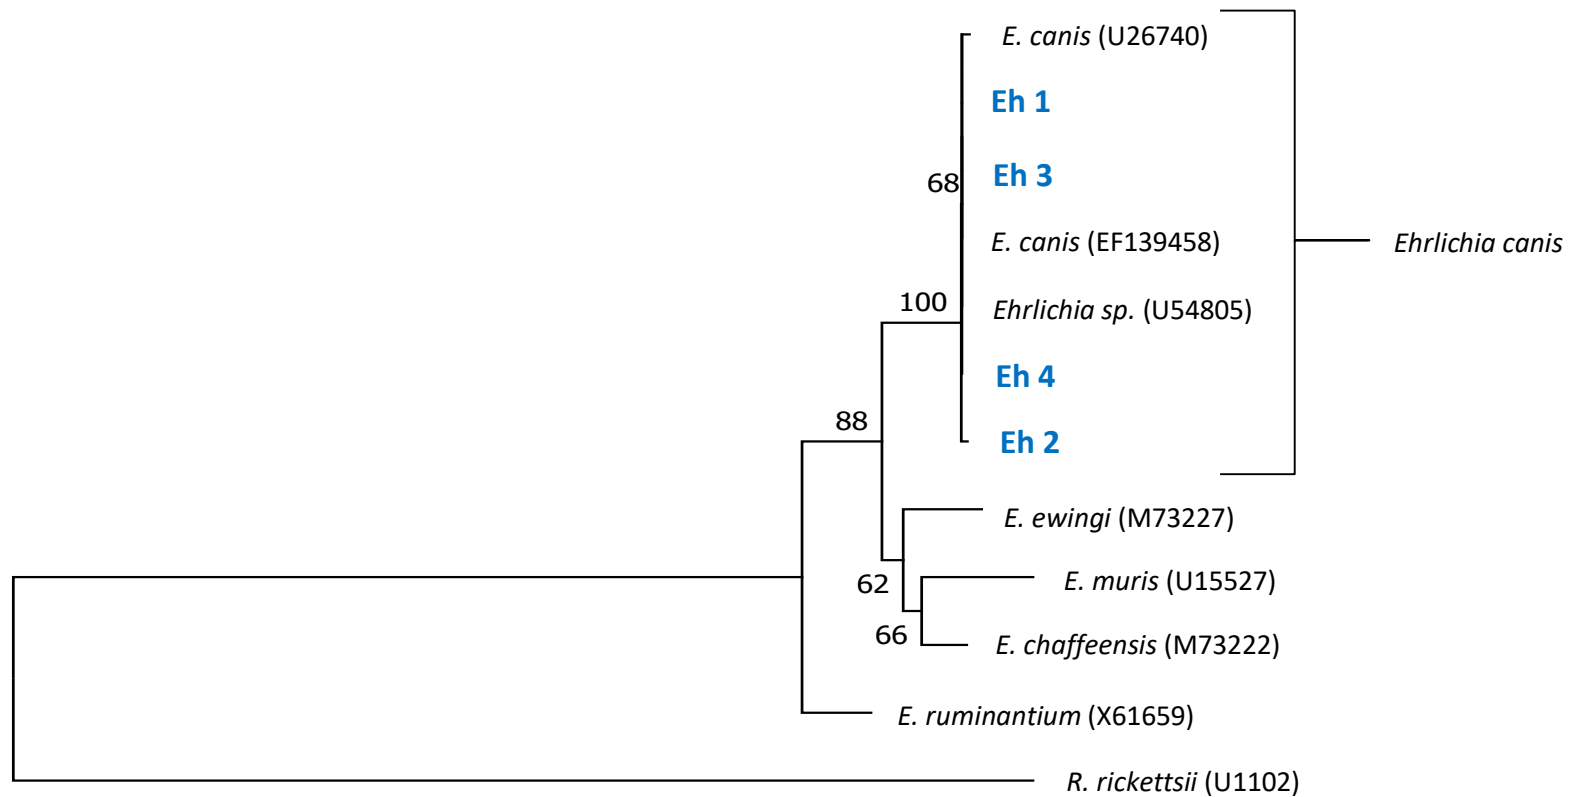 E. canis (U26740)
Eh 1
Eh 3
68
E. canis (EF139458)
Ehrlichia canis
100
Ehrlichia sp. (U54805)
Eh 4
88
Eh 2
E. ewingi (M73227)
62
E. muris (U15527)
66
E. chaffeensis (M73222)
E. ruminantium (X61659)
R. rickettsii (U1102)